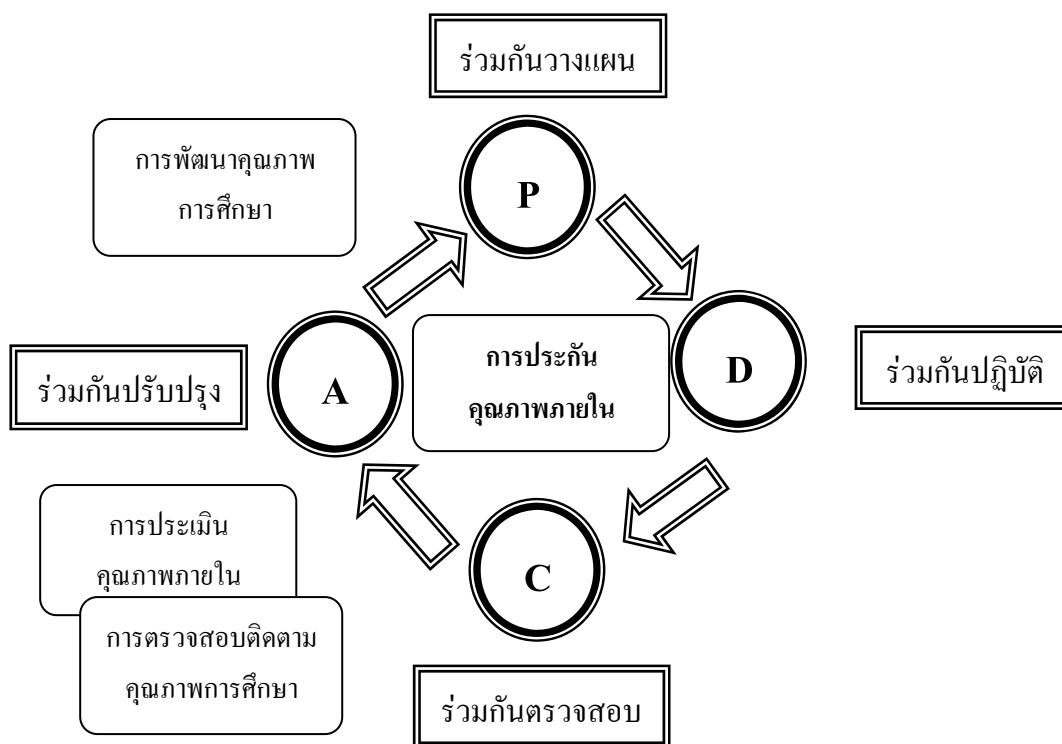 ร่วมกันวางแผน
การพัฒนาคุณภาพ
การศึกษา
P
ร่วมกันปรับปรุง
A
การประกัน
คุณภาพภายใน
D
ร่วมกันปฏิบัติ
การประเมิน
คุณภาพภายใน
C
การตรวจสอบติดตาม
คุณภาพการศึกษา
ร่วมกันตรวจสอบ